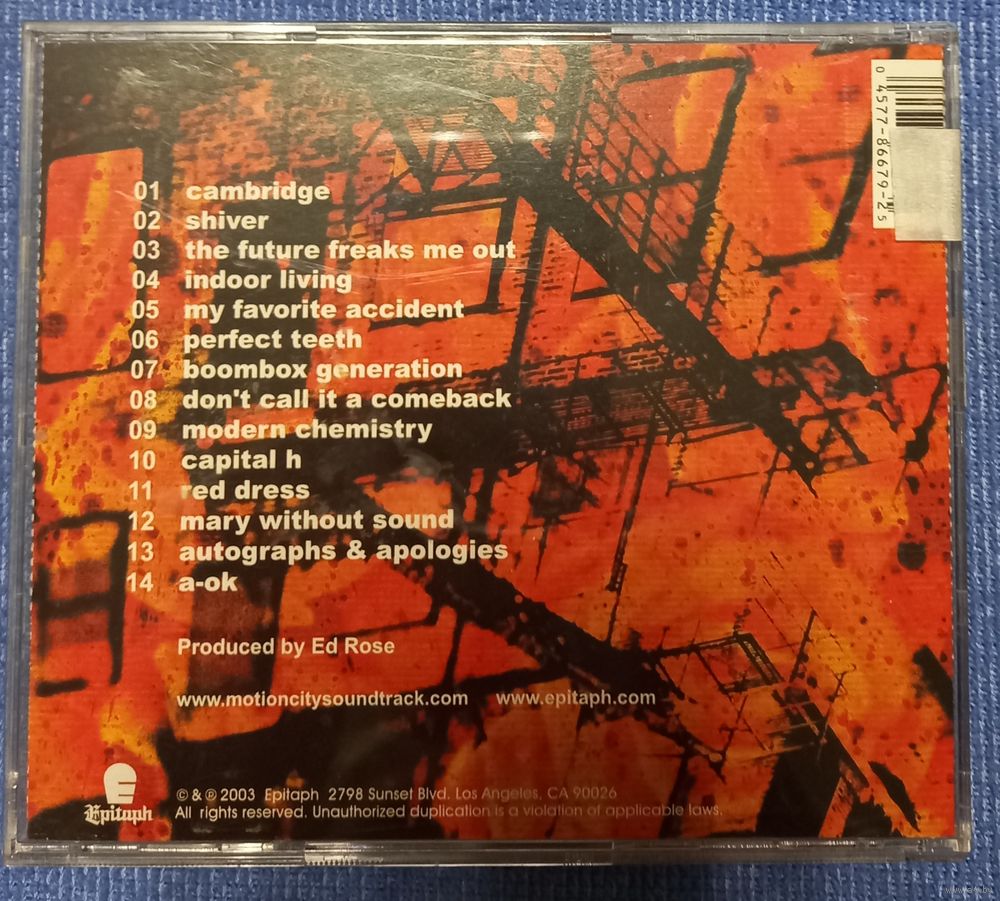 0 4577-86679-2 5
01 cambridge
02 shiver
03 the future freaks me out
04 indoor living
05 my favorite accident
06 perfect teeth
07 boombox generation
08 don't call it a comeback
09 modern chemistry
10 capital h
11 red dress
12 mary without sound
13 autographs & apologies
14 a-ok
Produced by Ed Rose
www.motioncitysoundtrack.com www.epitaph.com
Epitaph
© & ℗ 2003 Epitaph 2798 Sunset Blvd. Los Angeles, CA 90026
All rights reserved. Unauthorized duplication is a violation of applicable laws.